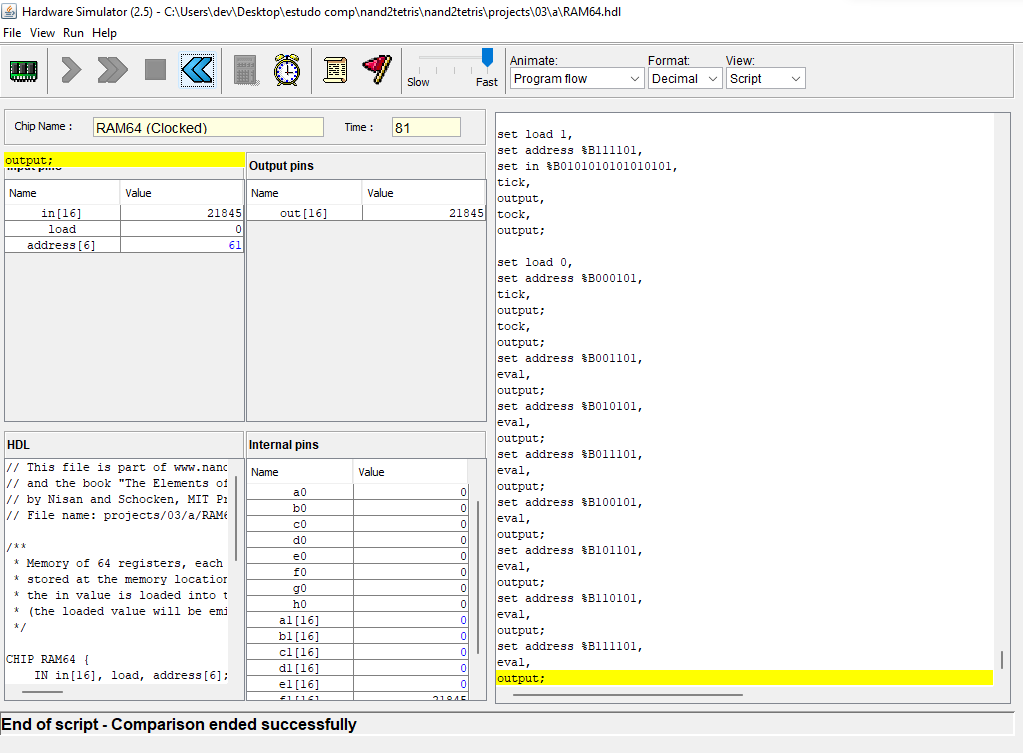 Hardware Simulator (2.5) - C:\Users\dev\Desktop\estudo comp\nand2tetris\nand2tetris\projects\03\a\RAM64.hdl
File View Run Help
Slow Fast
Animate: Format: View:
Program flow Decimal Script
Chip Name : RAM64 (Clocked) Time : 81
output;
Input pins
Name Value
in[16] 21845
load 0
address[6] 61
Output pins
Name Value
out[16] 21845
HDL
// This file is part of www.nand
// and the book "The Elements of
// by Nisan and Schocken, MIT Pr
// File name: projects/03/a/RAM6
/**
* Memory of 64 registers, each
* stored at the memory location
* the in value is loaded into t
* (the loaded value will be emi
*/
CHIP RAM64 {
IN in[16], load, address[6];
Internal pins
Name Value
a0 0
b0 0
c0 0
d0 0
e0 0
f0 0
g0 0
h0 0
a1[16] 0
b1[16] 0
c1[16] 0
d1[16] 0
e1[16] 0
f1[16] 21845
set load 1,
set address %B111101,
set in %B0101010101010101,
tick,
output,
tock,
output;
set load 0,
set address %B000101,
tick,
output;
tock,
output;
set address %B001101,
eval,
output;
set address %B010101,
eval,
output;
set address %B011101,
eval,
output;
set address %B100101,
eval,
output;
set address %B101101,
eval,
output;
set address %B110101,
eval,
output;
set address %B111101,
eval,
output;
End of script - Comparison ended successfully